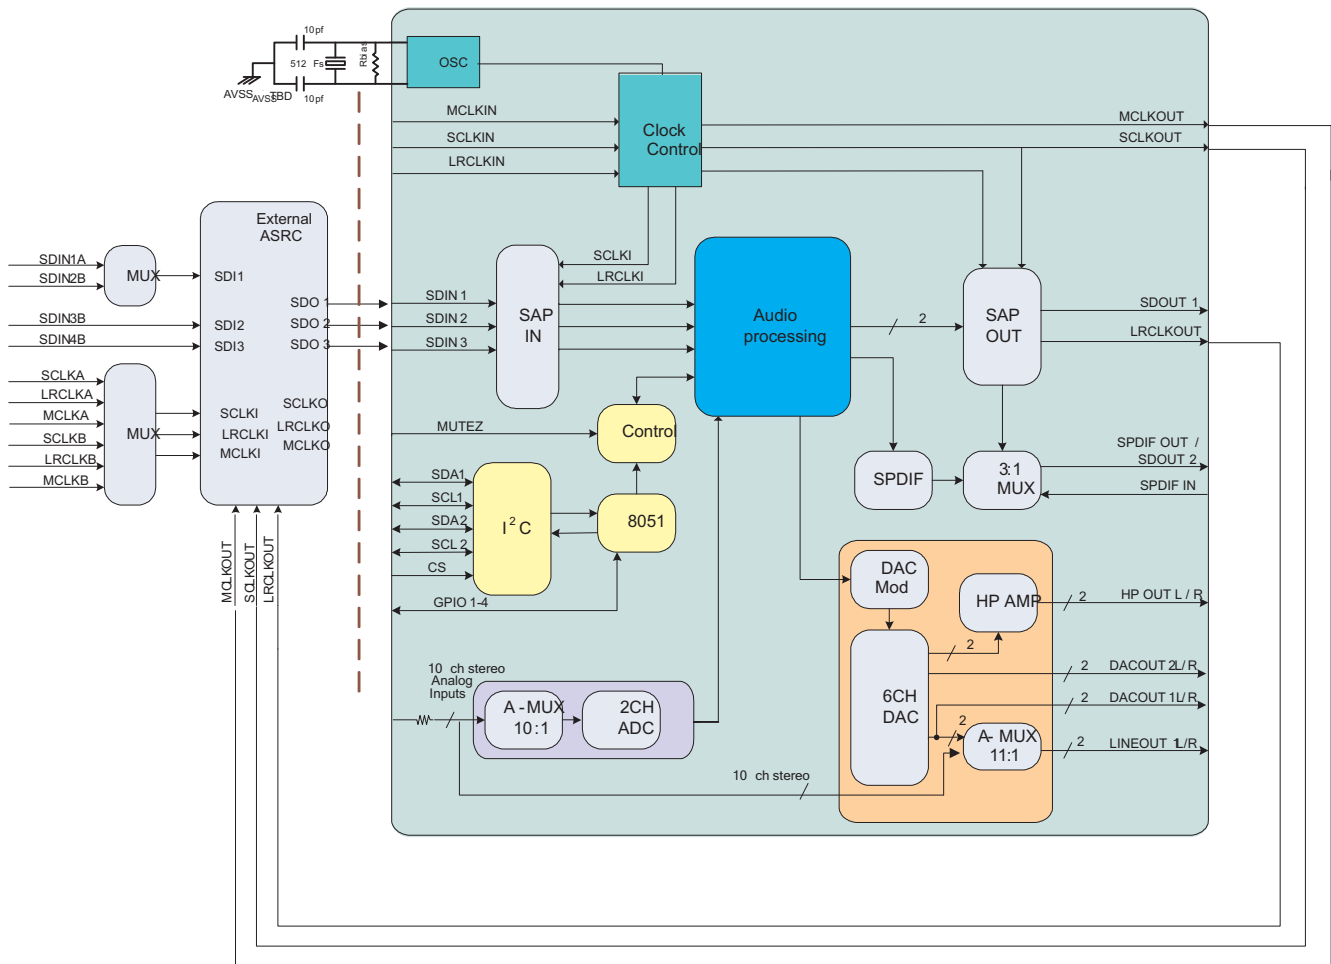 10pf
512 Fs
Rbias
OSC
AVSS
AVSS
TBD
10pf
MCLKIN
SCLKIN
LRCLKIN
Clock
Control
MCLKOUT
SCLKOUT
External
ASRC
SDIN1A
SDIN2B
MUX
SDI1
SDIN3B
SDIN4B
SDI2
SDI3
SDO 1
SDO 2
SDO 3
SCLKA
LRCLKA
MCLKA
SCLKB
LRCLKB
MCLKB
MUX
SCLKI
LRCLKI
MCLKI
SCLKO
LRCLKO
MCLKO
MCLKOUT
SCLKOUT
LRCLKOUT
SCLKI
LRCLKI
SDIN 1
SDIN 2
SDIN 3
SAP
IN
Audio
processing
2
SAP
OUT
SDOUT 1
LRCLKOUT
MUTEZ
Control
SPDIF
3:1
MUX
SPDIF OUT /
SDOUT 2
SPDIF IN
SDA1
SCL1
SDA2
SCL 2
CS
GPIO 1-4
I2C
8051
DAC
Mod
HP AMP
2
HP OUT L / R
6CH
DAC
2
2
DACOUT 2L/ R
2
DACOUT 1L/ R
2
A- MUX
11:1
2
LINEOUT 1L/R
10 ch stereo
Analog
Inputs
A -MUX
10:1
2CH
ADC
10 ch stereo